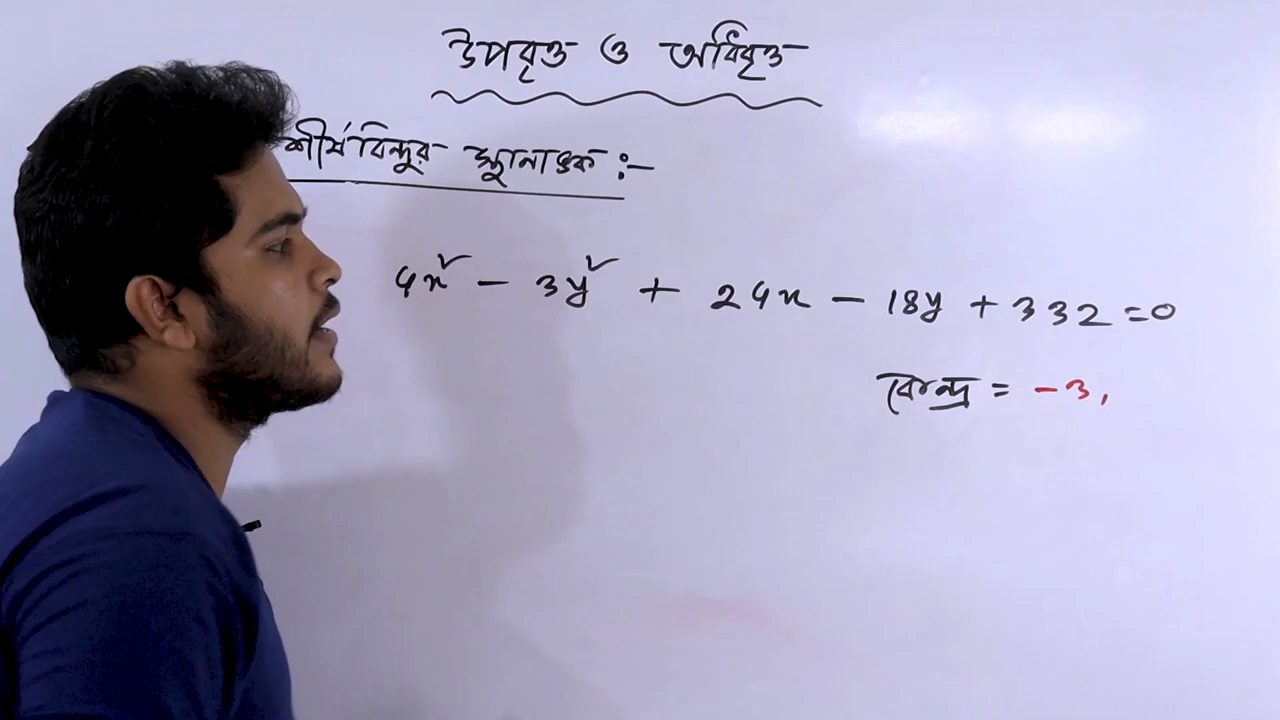 উপবৃত্ত ও অধিবৃত্ত
শীর্ষবিন্দুর স্থানাঙ্ক :-
4x² - 3y² + 24x - 18y + 332 = 0
কেন্দ্র = -3,